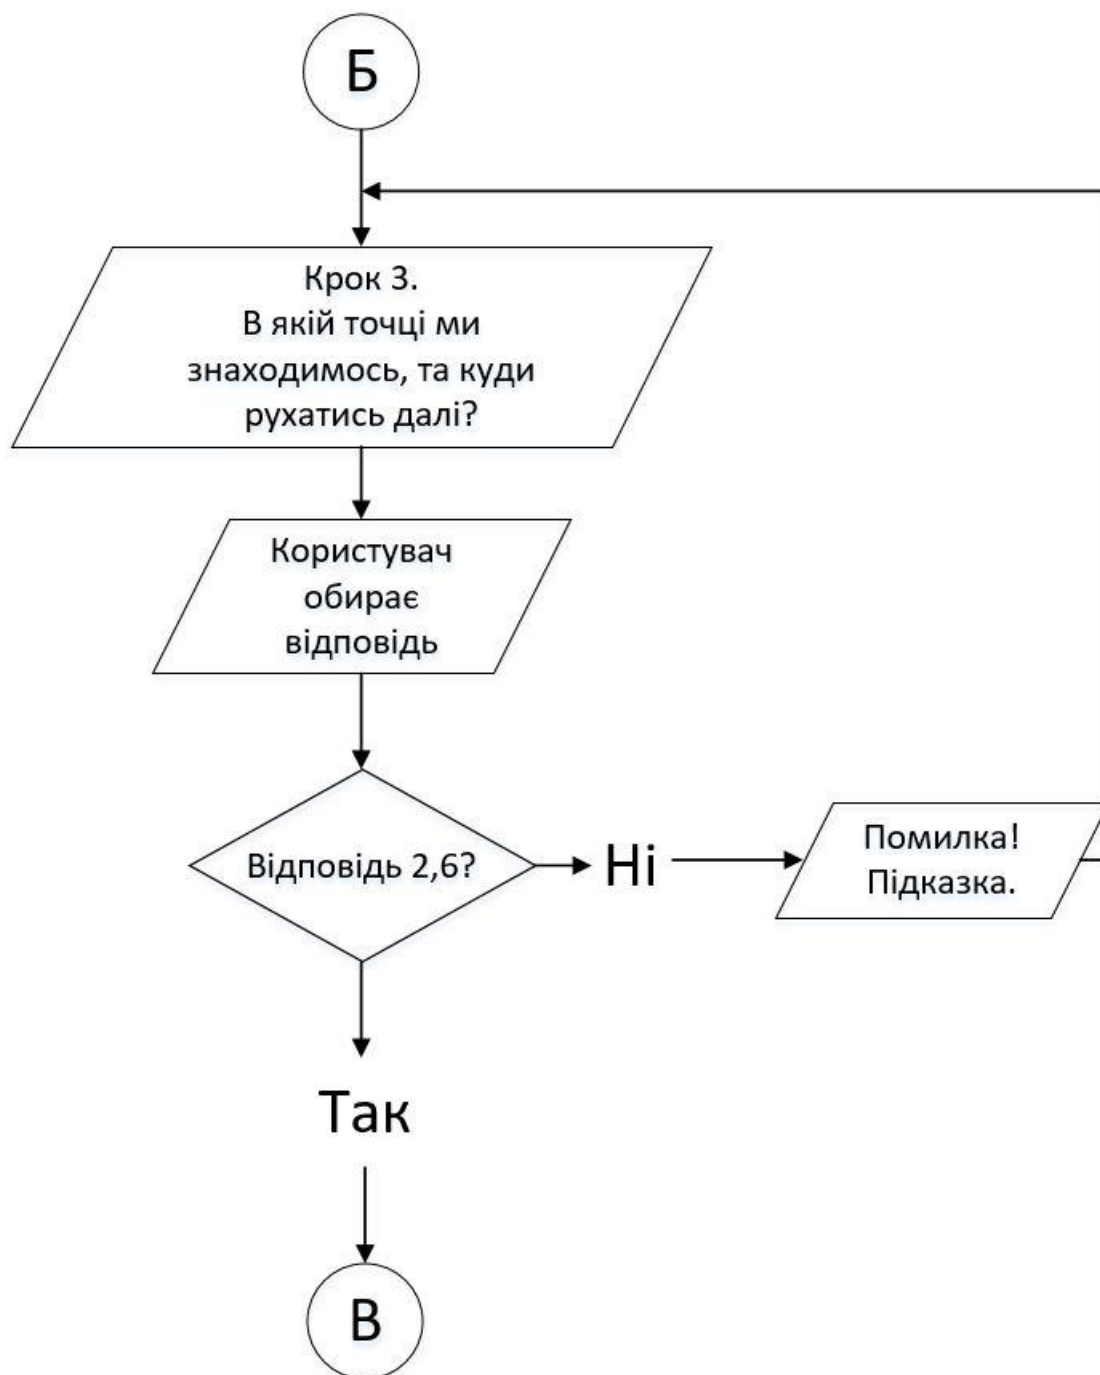 Б
Крок 3.
В якій точці ми
знаходимось, та куди
рухатись далі?
Користувач
обирає
відповідь
Відповідь 2,6?
Ні
Помилка!
Підказка.
Так
В